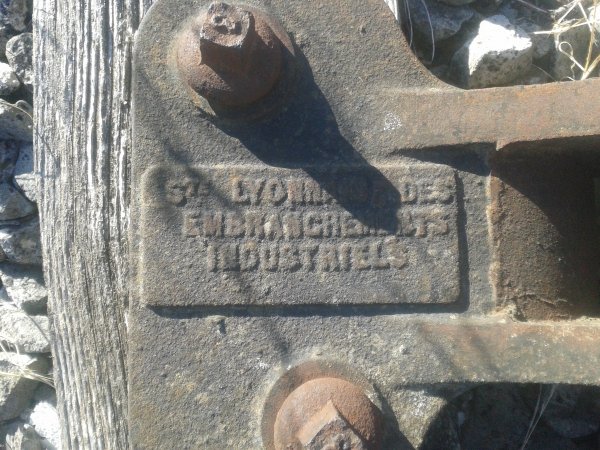 STÉ LYONNAISE DES
EMBRANCHEMENTS
INDUSTRIELS